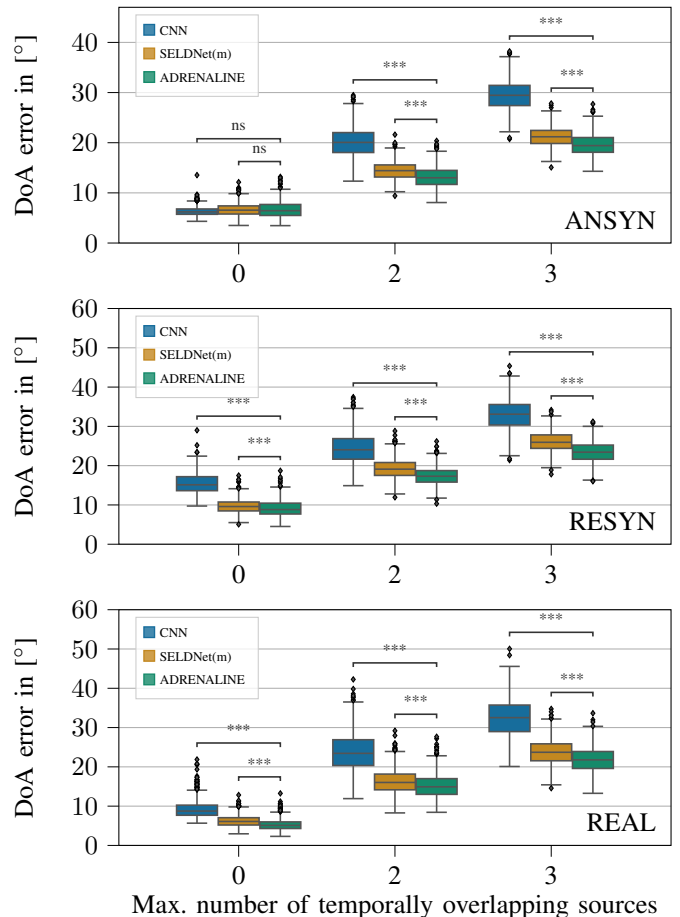 DoA error in [°]
40
30
20
10
0
CNN
SELDNet(m)
ADRENALINE
ns
ns
***
***
***
***
ANSYN
0
2
3
DoA error in [°]
60
50
40
30
20
10
0
CNN
SELDNet(m)
ADRENALINE
***
***
***
***
***
***
RESYN
0
2
3
DoA error in [°]
60
50
40
30
20
10
0
CNN
SELDNet(m)
ADRENALINE
***
***
***
***
***
***
REAL
0
2
3
Max. number of temporally overlapping sources